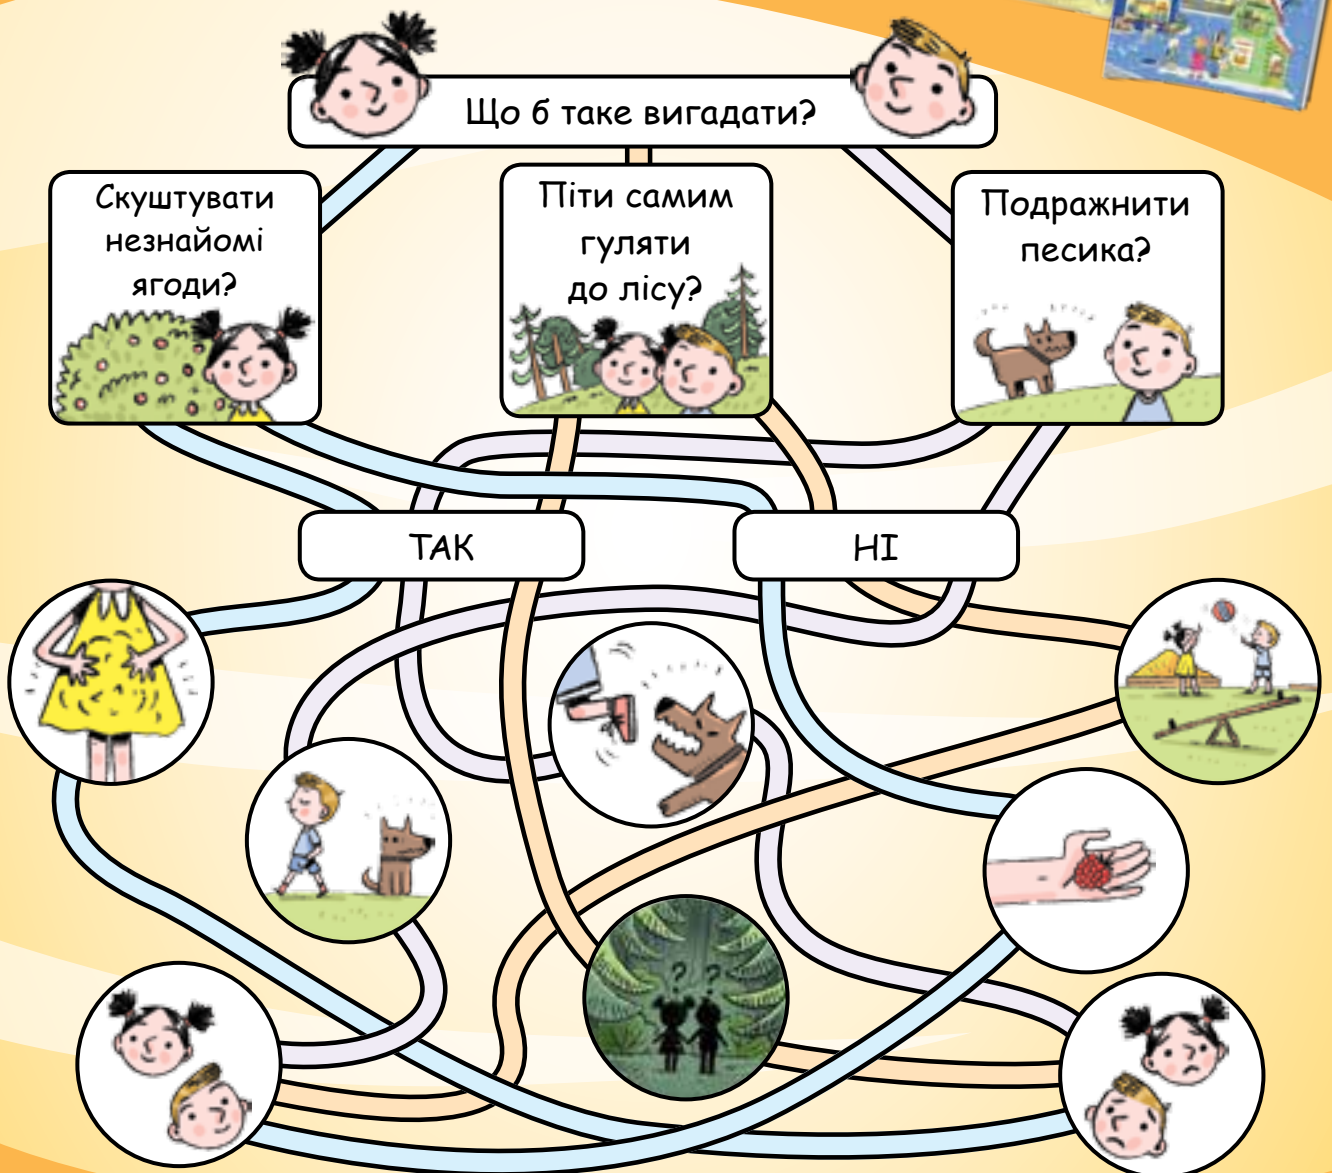 Що б таке вигадати?
Скуштувати
незнайомі
ягоди?
Піти самим
гуляти
до лісу?
Подражнити
песика?
ТАК
НІ
? ?